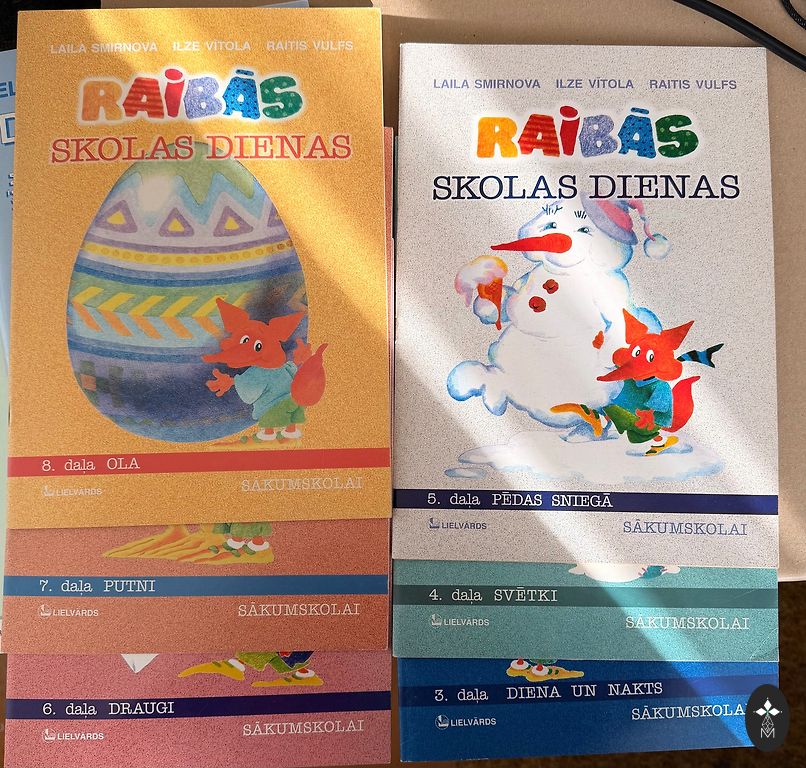 LAILA SMIRNOVA ILZE VĪTOLA RAITIS VULFS
RAIBĀS
SKOLAS DIENAS
8. daļa OLA
LIELVĀRDS
SĀKUMSKOLAI
7. daļa PUTNI
LIELVĀRDS
SĀKUMSKOLAI
6. daļa DRAUGI
LIELVĀRDS
SĀKUMSKOLAI
LAILA SMIRNOVA ILZE VĪTOLA RAITIS VULFS
RAIBĀS
SKOLAS DIENAS
5. daļa PĒDAS SNIEGĀ
LIELVĀRDS
SĀKUMSKOLAI
4. daļa SVĒTKI
LIELVĀRDS
SĀKUMSKOLAI
3. daļa DIENA UN NAKTS
LIELVĀRDS
SĀKUMSKOLAI
M